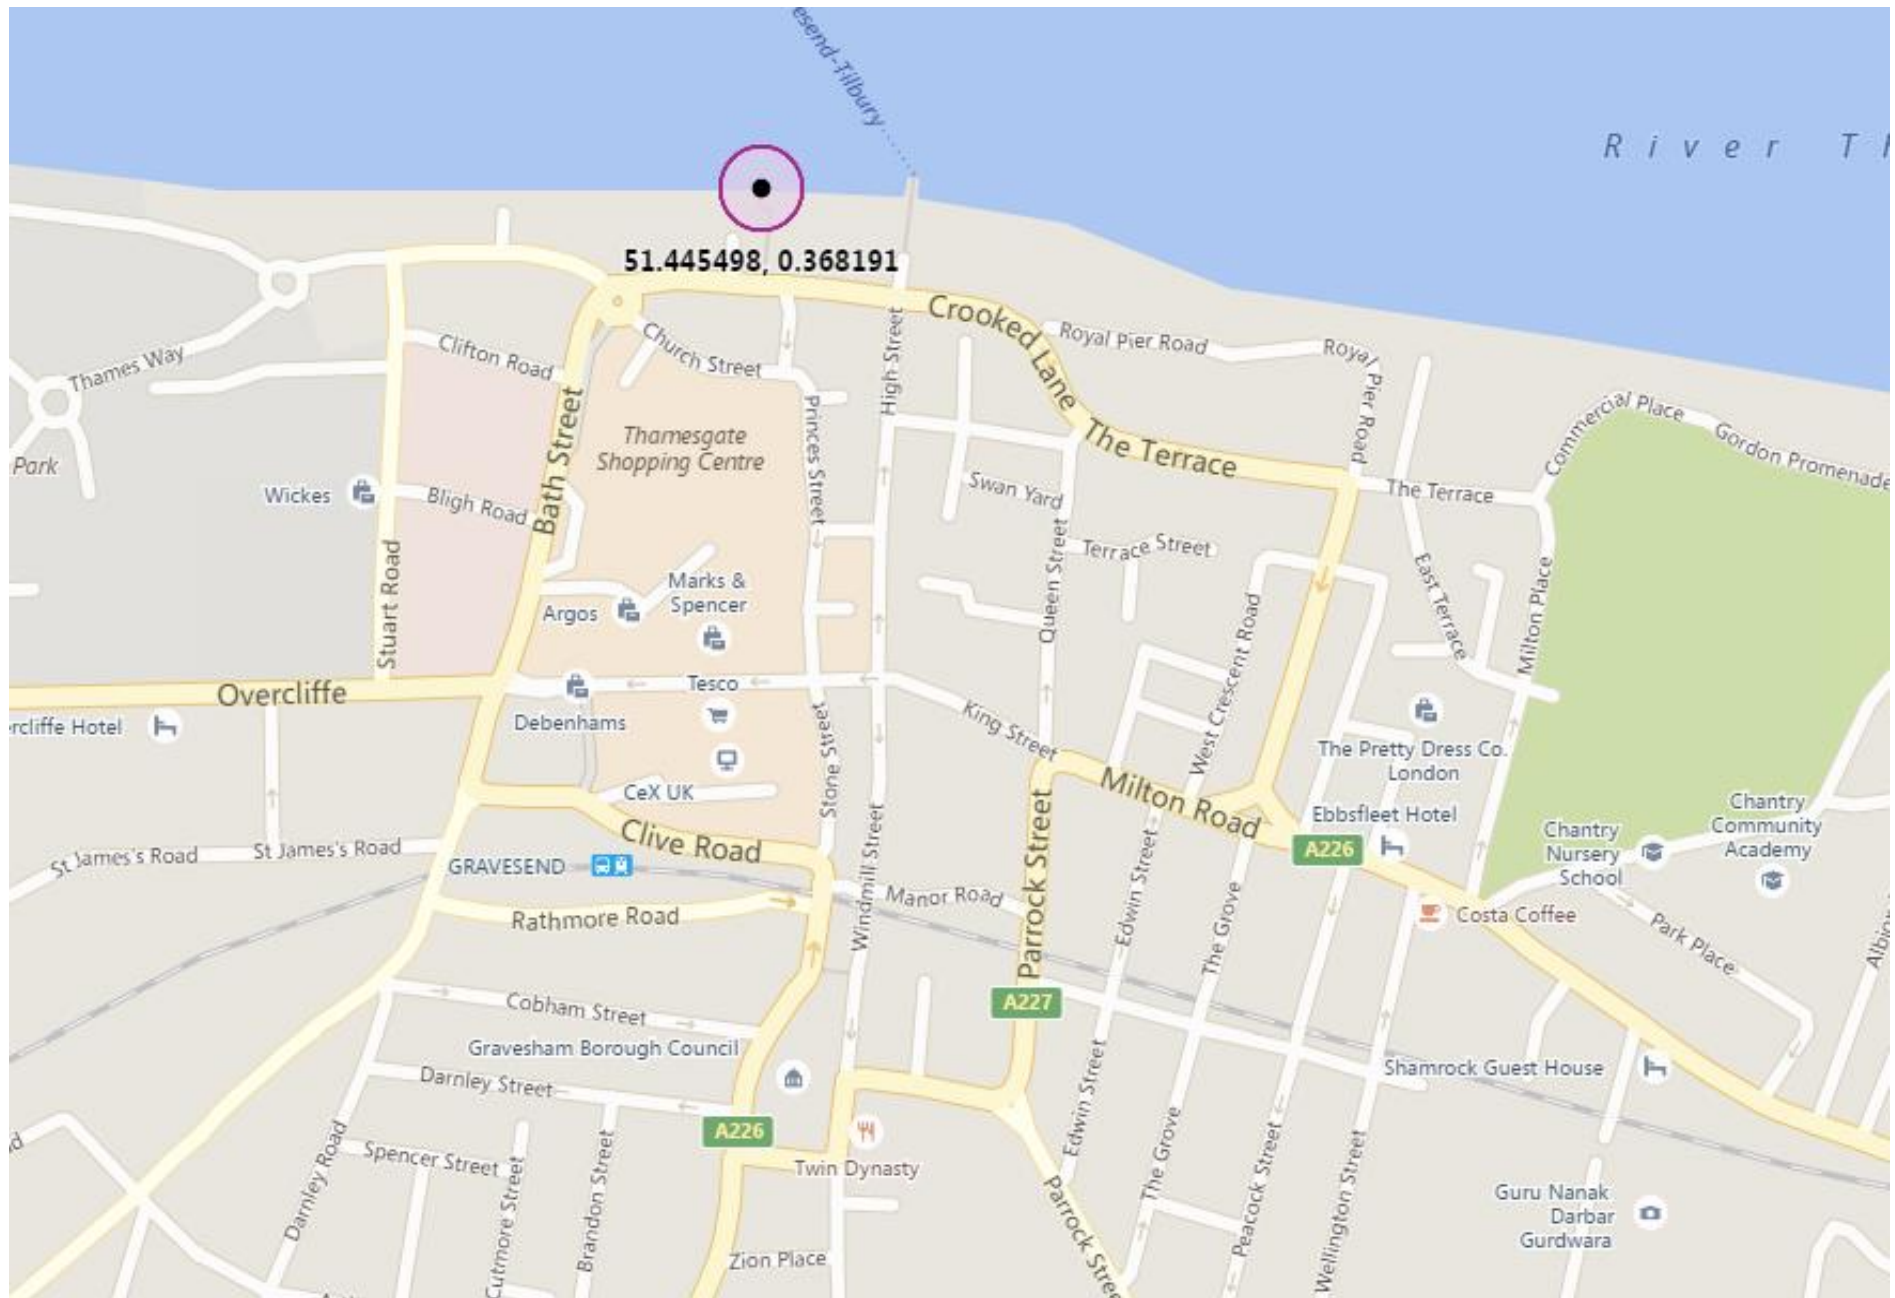 esend-Tilbury
River Th
51.445498, 0.368191
Crooked Lane
Royal Pier Road
Royal Pier Road
Church Street
Clifton Road
Thames Way
High Street
Princes Street
Bath Street
Thamesgate
Shopping Centre
The Terrace
The Terrace
Commercial Place
Gordon Promenade
Park
Wickes
Bligh Road
Swan Yard
Queen Street
Terrace Street
Stuart Road
East Terrace
Milton Place
Argos
Marks &
Spencer
West Crescent Road
Overcliffe
Tesco
ercliffe Hotel
Debenhams
King Street
Stone Street
The Pretty Dress Co.
London
CeX UK
Milton Road
Ebbsfleet Hotel
A226
Chantry
Nursery
School
Chantry
Community
Academy
St James's Road
St James's Road
Clive Road
GRAVESEND
Windmill Street
Manor Road
Parrock Street
Edwin Street
The Grove
Costa Coffee
Rathmore Road
Park Place
Albion
A227
Cobham Street
Gravesham Borough Council
Darnley Street
Shamrock Guest House
Edwin Street
A226
Darnley Road
Spencer Street
Twin Dynasty
Cutmore Street
Brandon Street
The Grove
Peacock Street
Wellington Street
Parrock Stree
Guru Nanak
Darbar
Gurdwara
Zion Place